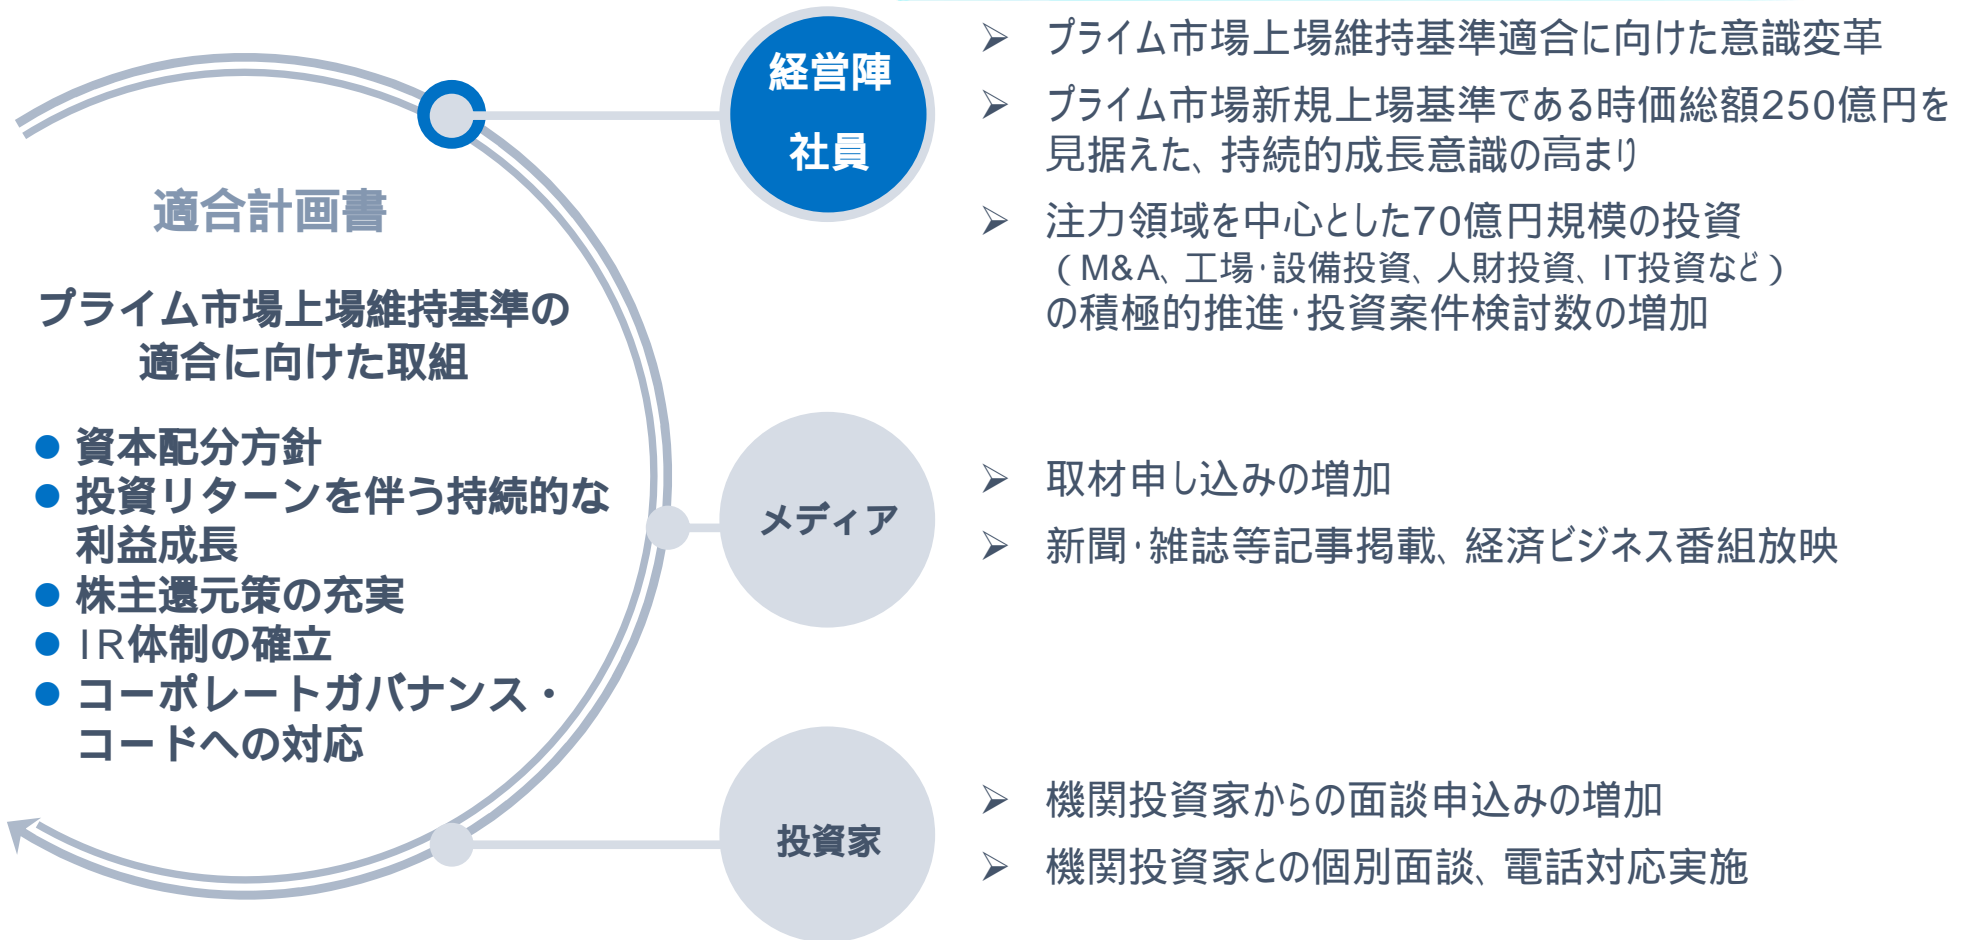 適合計画書
プライム市場上場維持基準の
適合に向けた取組
● 資本配分方針
● 投資リターンを伴う持続的な
利益成長
● 株主還元策の充実
● IR体制の確立
● コーポレートガバナンス・
コードへの対応
経営陣
社員
➢ プライム市場上場維持基準適合に向けた意識変革
➢ プライム市場新規上場基準である時価総額250億円を
見据えた、持続的成長意識の高まり
➢ 注力領域を中心とした70億円規模の投資
（M&A、工場・設備投資、人財投資、IT投資など）
の積極的推進・投資案件検討数の増加
メディア
➢ 取材申し込みの増加
➢ 新聞・雑誌等記事掲載、経済ビジネス番組放映
投資家
➢ 機関投資家からの面談申込みの増加
➢ 機関投資家との個別面談、電話対応実施